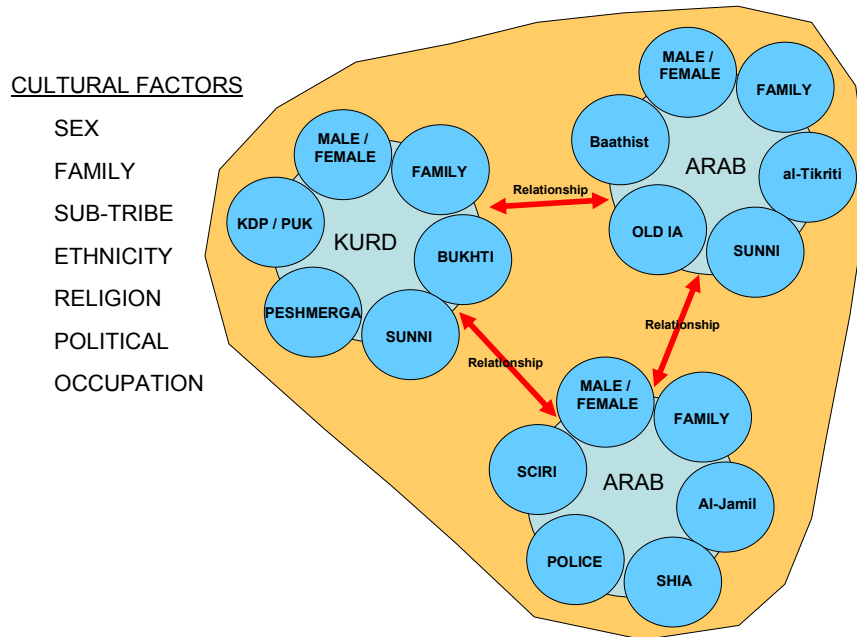 CULTURAL FACTORS
SEX
FAMILY
SUB-TRIBE
ETHNICITY
RELIGION
POLITICAL
OCCUPATION
MALE /
FEMALE
FAMILY
KDP / PUK
KURD
BUKHTI
PESHMERGA
SUNNI
Relationship
MALE /
FEMALE
FAMILY
Baathist
ARAB
al-Tikriti
OLD IA
SUNNI
Relationship
Relationship
MALE /
FEMALE
FAMILY
SCIRI
ARAB
Al-Jamil
POLICE
SHIA